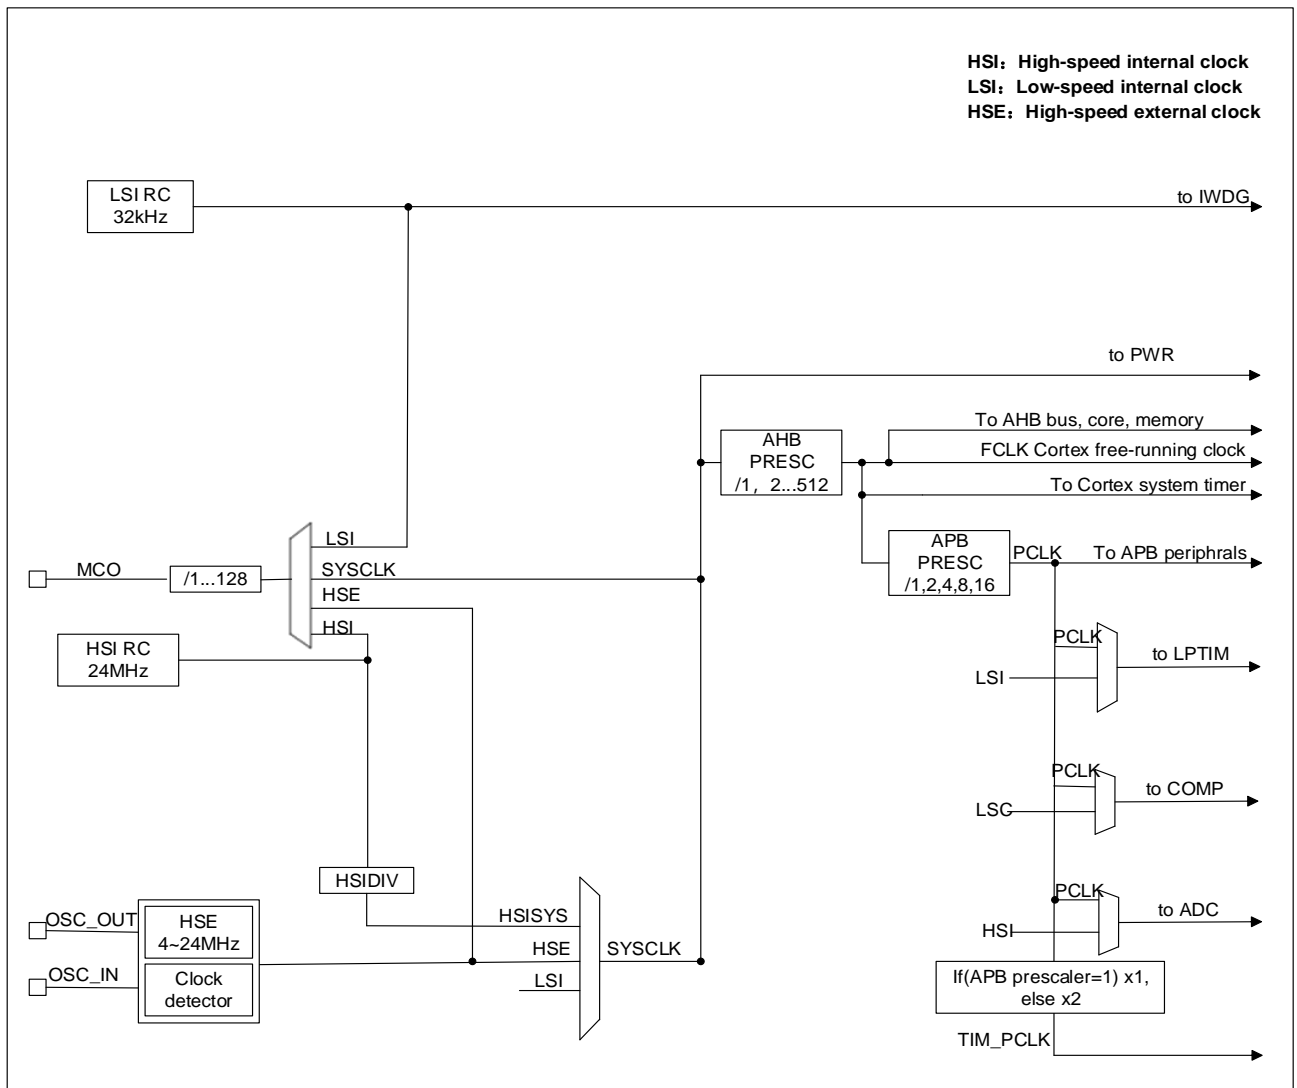 HSI：High-speed internal clock
LSI：Low-speed internal clock
HSE：High-speed external clock
LSI RC
32kHz
to IWDG
to PWR
To AHB bus, core, memory
AHB
PRESC
/1， 2...512
FCLK Cortex free-running clock
To Cortex system timer
LSI
APB
PRESC
/1,2,4,8,16
PCLK
To APB periphrals
MCO
/1...128
SYSCLK
HSE
HSI
HSI RC
24MHz
PCLK
LSI
to LPTIM
PCLK
LSC
to COMP
HSIDIV
PCLK
HSI
to ADC
OSC_OUT
HSE
4~24MHz
HSISYS
HSE
SYSCLK
OSC_IN
Clock
detector
LSI
If(APB prescaler=1) x1,
else x2
TIM_PCLK